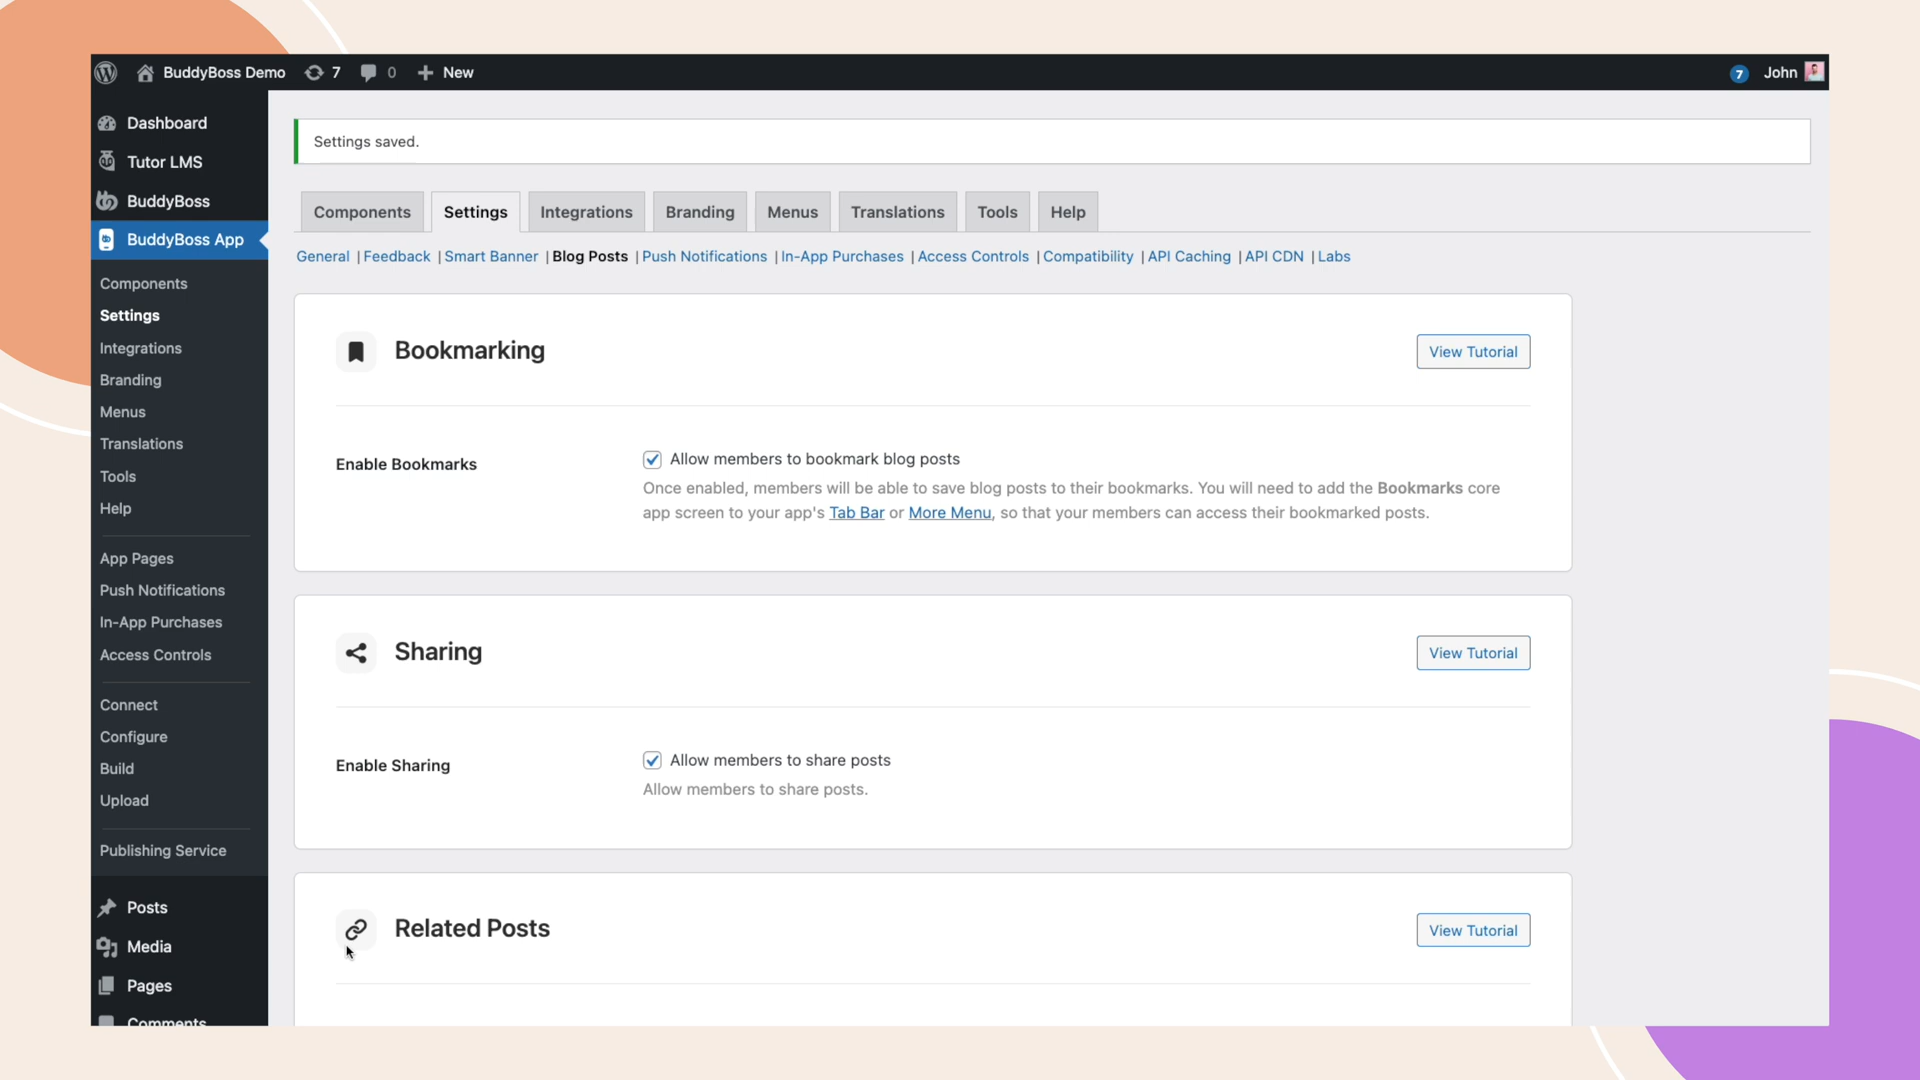 BuddyBoss Demo 7 0 New 7 John
Dashboard
Tutor LMS
BuddyBoss
BuddyBoss App
Components
Settings
Integrations
Branding
Menus
Translations
Tools
Help
App Pages
Push Notifications
In-App Purchases
Access Controls
Connect
Configure
Build
Upload
Publishing Service
Posts
Media
Pages
Comments
Settings saved.
Components Settings Integrations Branding Menus Translations Tools Help
General | Feedback | Smart Banner | Blog Posts | Push Notifications | In-App Purchases | Access Controls | Compatibility | API Caching | API CDN | Labs
Bookmarking View Tutorial
Enable Bookmarks Allow members to bookmark blog posts
Once enabled, members will be able to save blog posts to their bookmarks. You will need to add the Bookmarks core
app screen to your app's Tab Bar or More Menu, so that your members can access their bookmarked posts.
Sharing View Tutorial
Enable Sharing Allow members to share posts
Allow members to share posts.
Related Posts View Tutorial